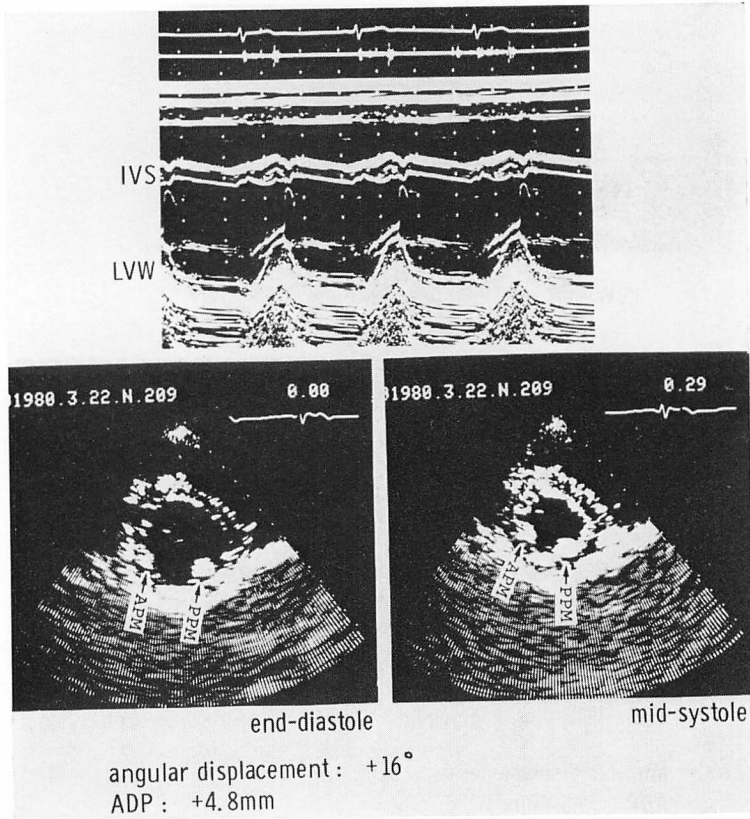 IVS
LVW
1980.3.22.N.209
0.00
APM
PPM
1980.3.22.N.209
0.29
APM
PPM
end-diastole
mid-systole
angular displacement : +16°
ADP : +4.8mm